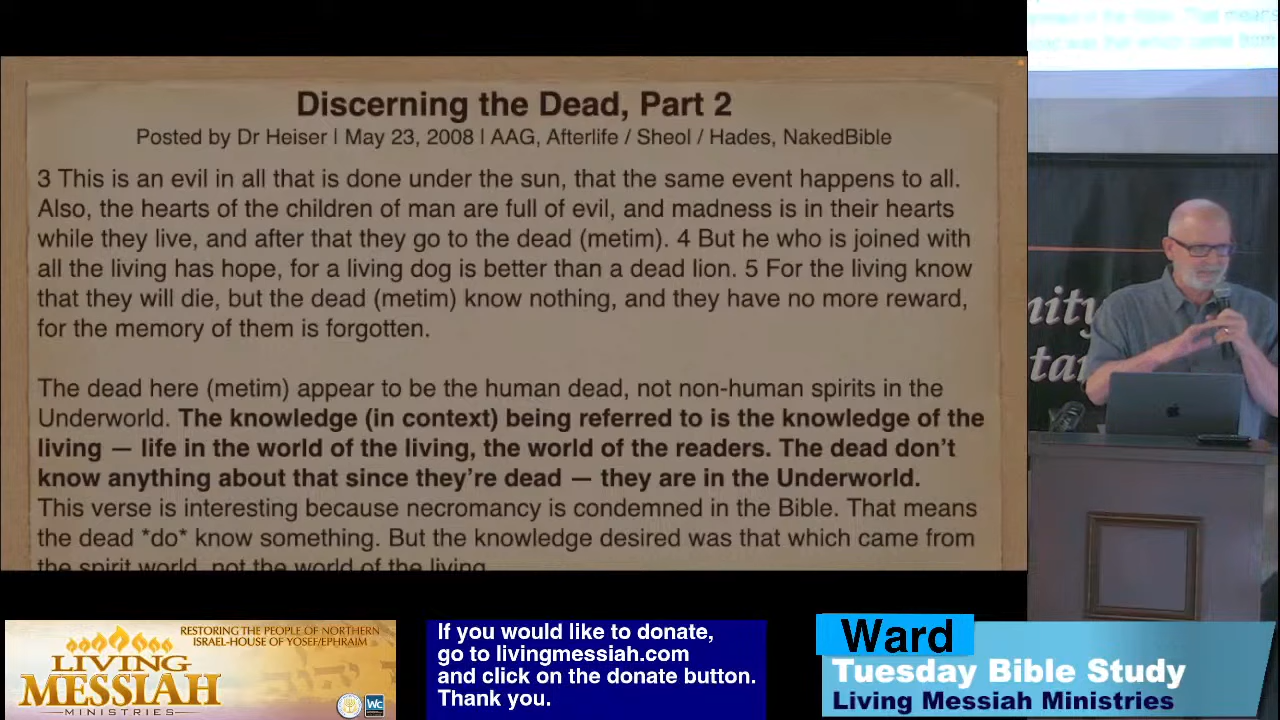 Discerning the Dead, Part 2
Posted by Dr Heiser | May 23, 2008 | AAG, Afterlife / Sheol / Hades, NakedBible
3 This is an evil in all that is done under the sun, that the same event happens to all.
Also, the hearts of the children of man are full of evil, and madness is in their hearts
while they live, and after that they go to the dead (metim). 4 But he who is joined with
all the living has hope, for a living dog is better than a dead lion. 5 For the living know
that they will die, but the dead (metim) know nothing, and they have no more reward,
for the memory of them is forgotten.
The dead here (metim) appear to be the human dead, not non-human spirits in the
Underworld. The knowledge (in context) being referred to is the knowledge of the
living — life in the world of the living, the world of the readers. The dead don't
know anything about that since they're dead — they are in the Underworld.
This verse is interesting because necromancy is condemned in the Bible. That means
the dead *do* know something. But the knowledge desired was that which came from
the spirit world, not the world of the living
RESTORING THE PEOPLE OF NORTHERN
ISRAEL-HOUSE OF YOSEF/EPHRAIM
LIVING
MESSIAH
MINISTRIES
WC
If you would like to donate,
go to livingmessiah.com
and click on the donate button.
Thank you.
Ward
Tuesday Bible Study
Living Messiah Ministries